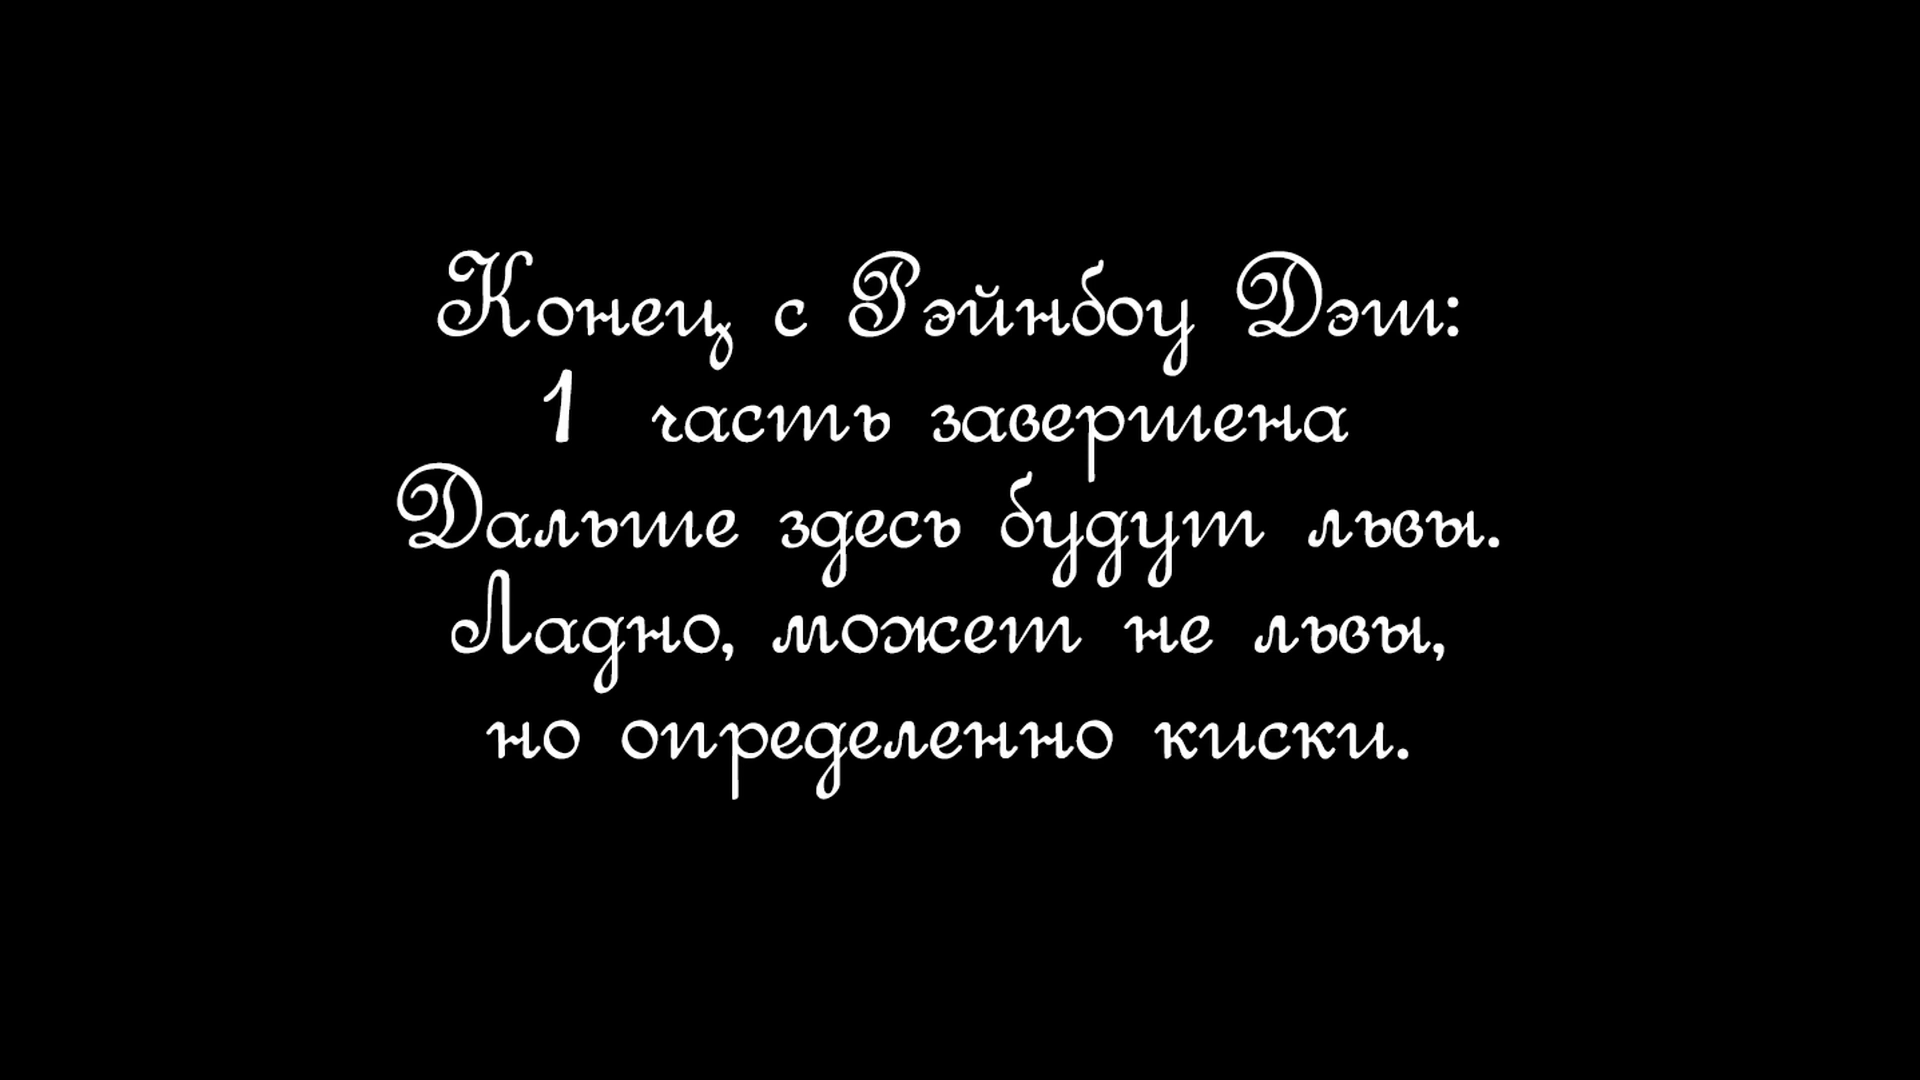 Конец с Рэйнбоу Дэш:
1 часть завершена
Дальше здесь будут львы.
Ладно, может не львы,
но определенно киски.